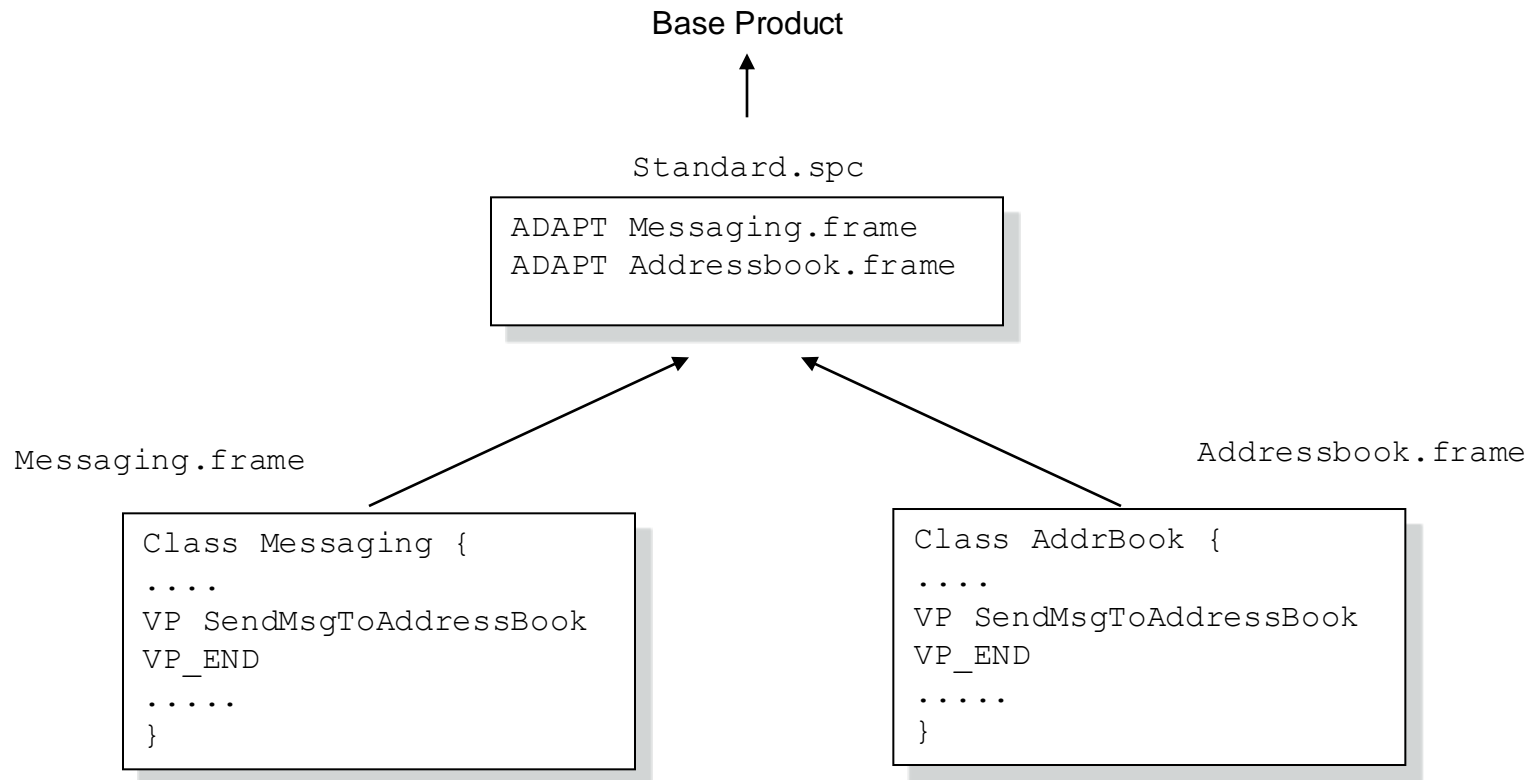 Base Product
Standard.spc
ADAPT Messaging.frame
ADAPT Addressbook.frame
Messaging.frame
Class Messaging {
....
VP SendMsgToAddressBook
VP_END
.....
}
Addressbook.frame
Class AddrBook {
....
VP SendMsgToAddressBook
VP_END
.....
}